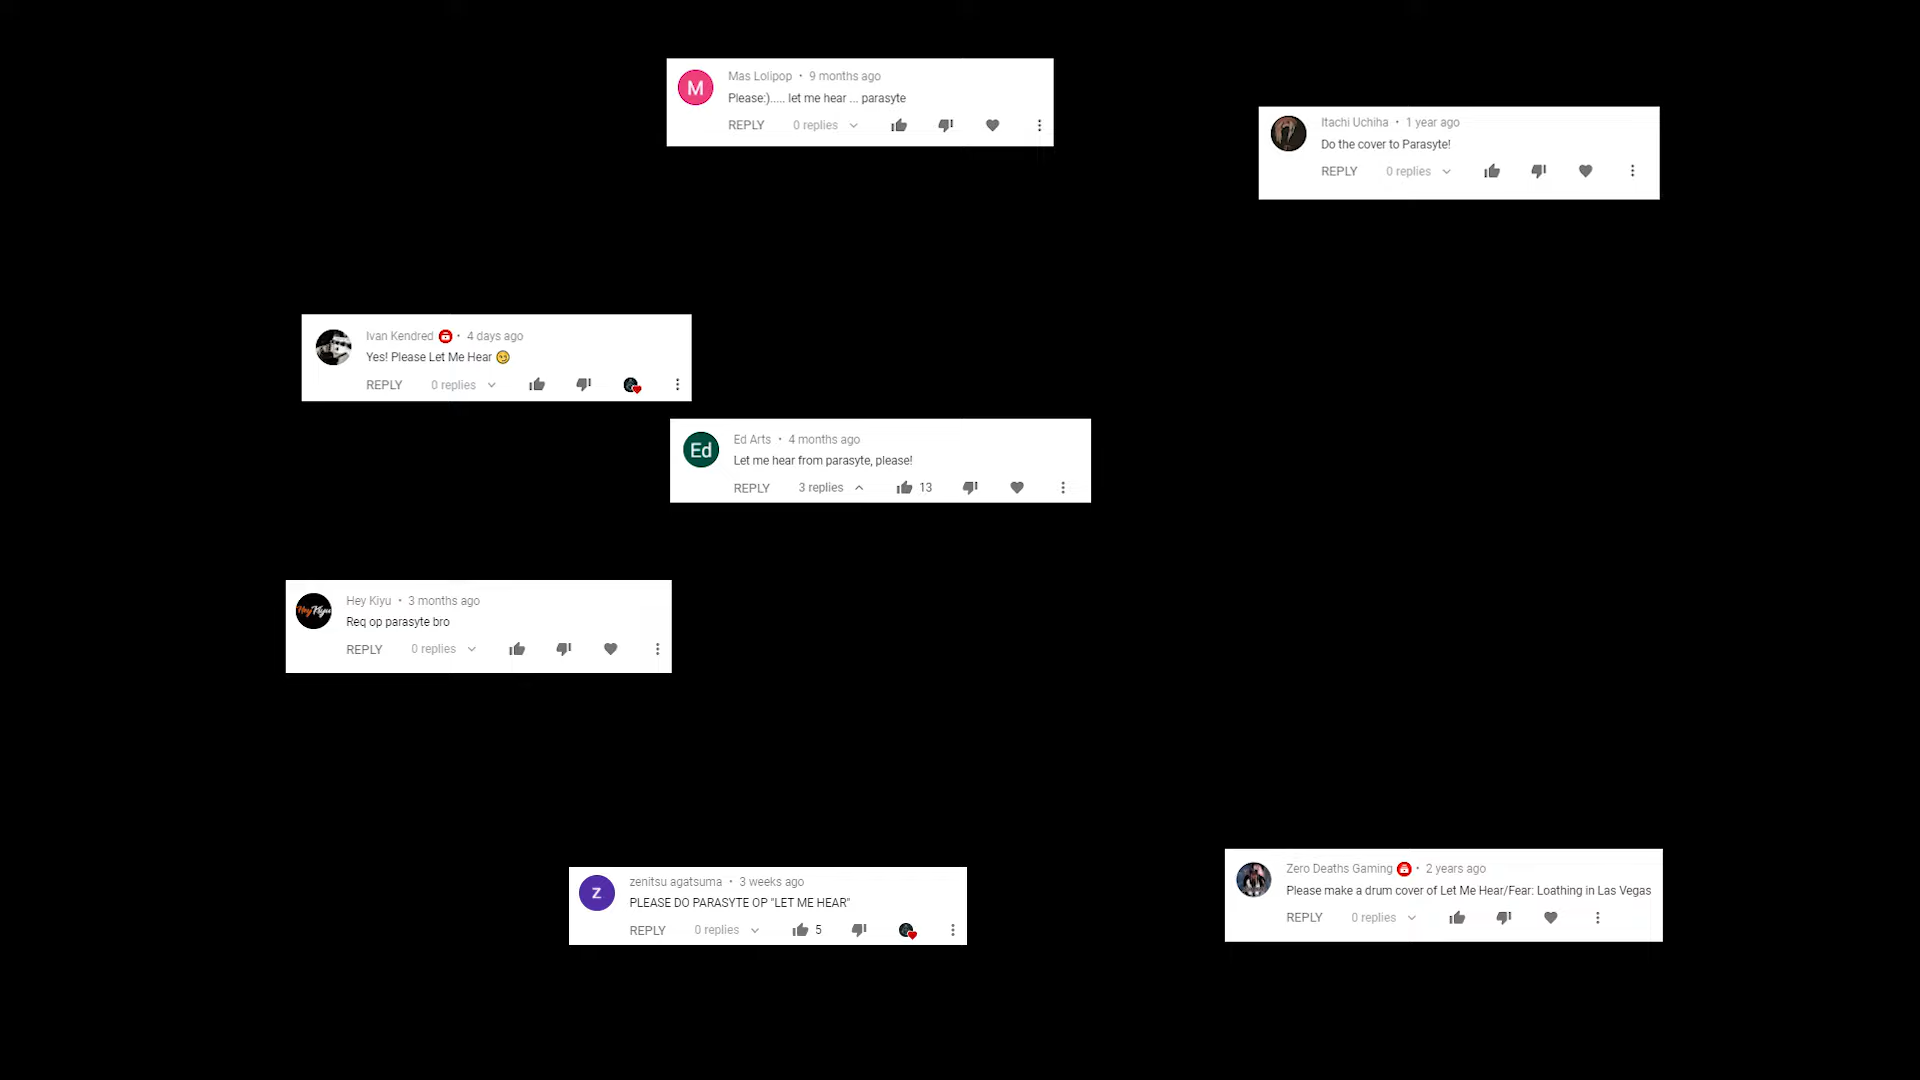 M
Mas Lolipop • 9 months ago
Please:)..... let me hear ... parasyte
REPLY 0 replies
Itachi Uchiha • 1 year ago
Do the cover to Parasyte!
REPLY 0 replies
Ivan Kendred • 4 days ago
Yes! Please Let Me Hear 😏
REPLY 0 replies
Ed
Ed Arts • 4 months ago
Let me hear from parasyte, please!
REPLY 3 replies 13
Hey Kiyu
Hey Kiyu • 3 months ago
Req op parasyte bro
REPLY 0 replies
z
zenitsu agatsuma • 3 weeks ago
PLEASE DO PARASYTE OP "LET ME HEAR"
REPLY 0 replies 5
Zero Deaths Gaming • 2 years ago
Please make a drum cover of Let Me Hear/Fear: Loathing in Las Vegas
REPLY 0 replies